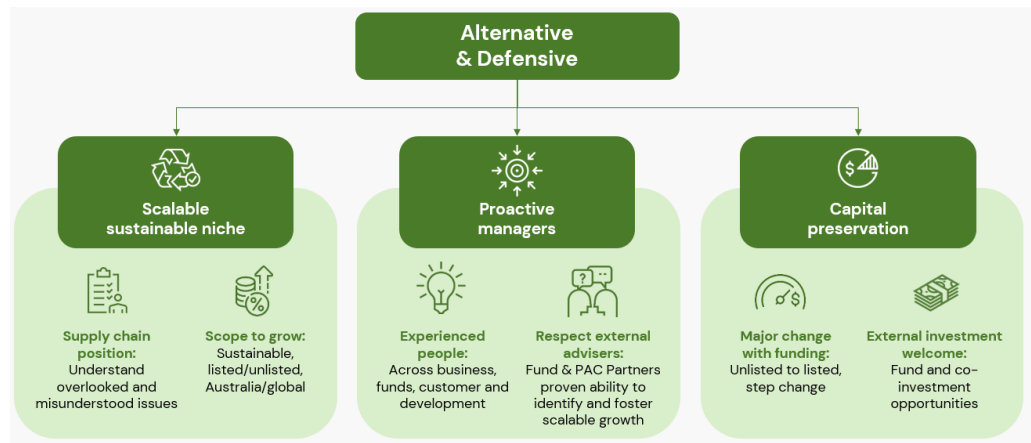 Alternative
& Defensive
Scalable
sustainable niche
Supply chain
position:
Understand
overlooked and
misunderstood issues
Scope to grow:
Sustainable,
listed/unlisted,
Australia/global
Proactive
managers
Experienced
people:
Across business,
funds, customer and
development
Respect external
advisers:
Fund & PAC Partners
proven ability to
identify and foster
scalable growth
Capital
preservation
Major change
with funding:
Unlisted to listed,
step change
External investment
welcome:
Fund and co-
investment
opportunities